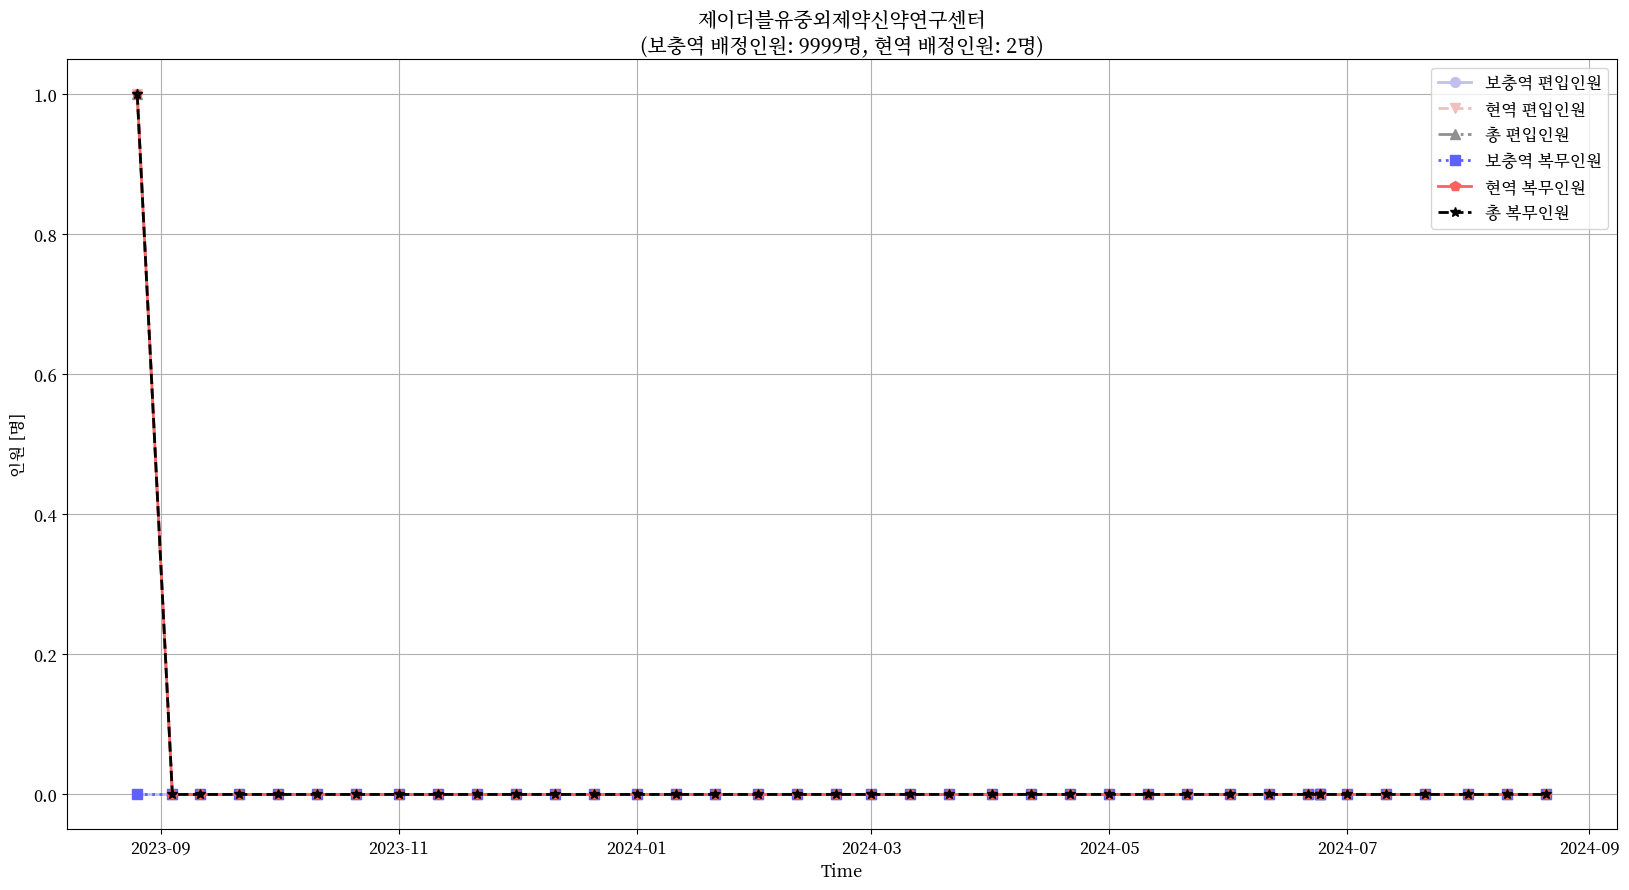 제이더블유중외제약신약연구센터
(보충역 배정인원: 9999명, 현역 배정인원: 2명)
보충역 편입인원
현역 편입인원
총 편입인원
보충역 복무인원
현역 복무인원
총 복무인원
인원 [명]
1.0
0.8
0.6
0.4
0.2
0.0
2023-09
2023-11
2024-01
2024-03
2024-05
2024-07
2024-09
Time